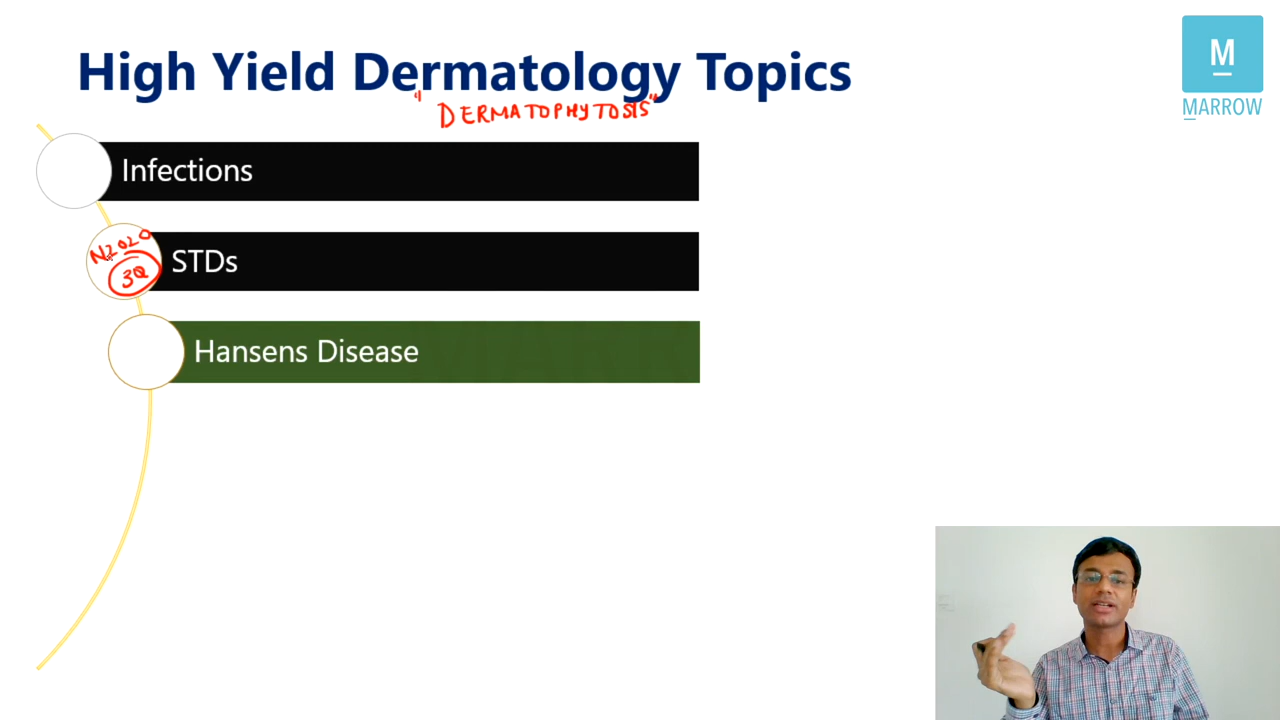 High Yield Dermatology Topics
"DERMATOPHYTOSIS"
M
MARROW
Infections
N2020
3Q
STDs
Hansens Disease